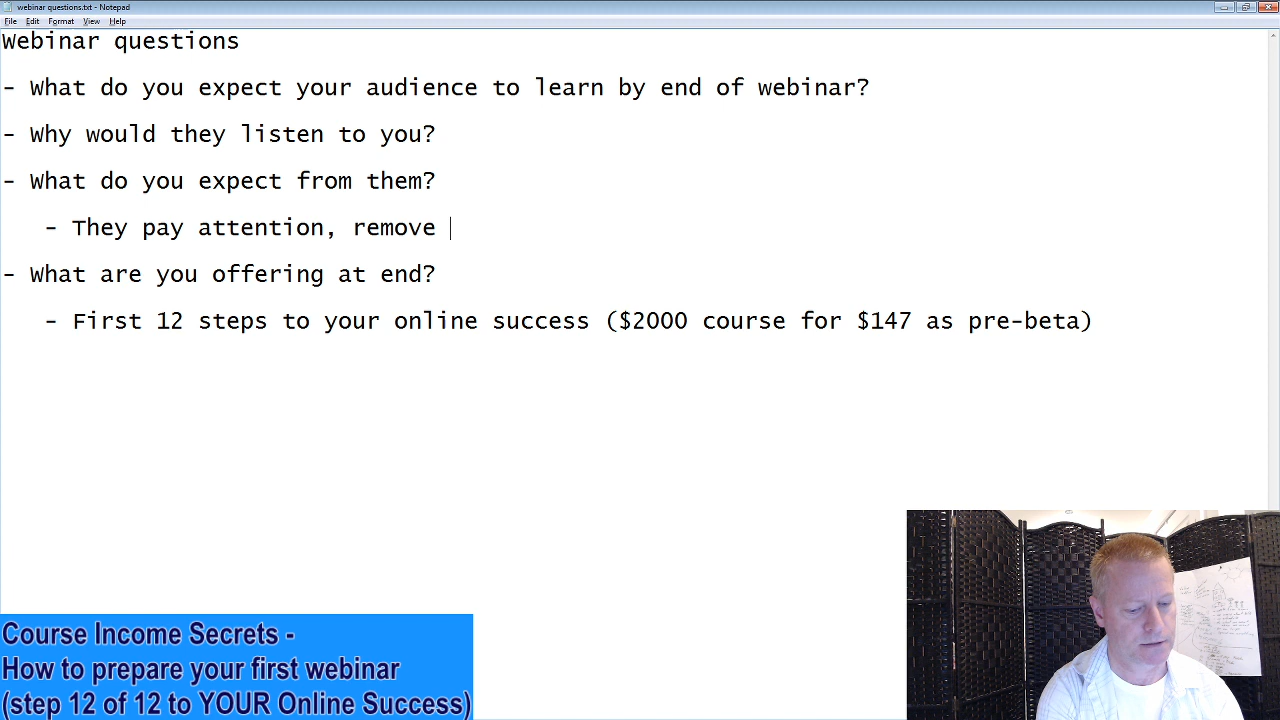 webinar questions.txt - Notepad
File Edit Format View Help
Webinar questions
- What do you expect your audience to learn by end of webinar?
- Why would they listen to you?
- What do you expect from them?
- They pay attention, remove
- What are you offering at end?
- First 12 steps to your online success ($2000 course for $147 as pre-beta)
Course Income Secrets -
How to prepare your first webinar
(step 12 of 12 to YOUR Online Success)